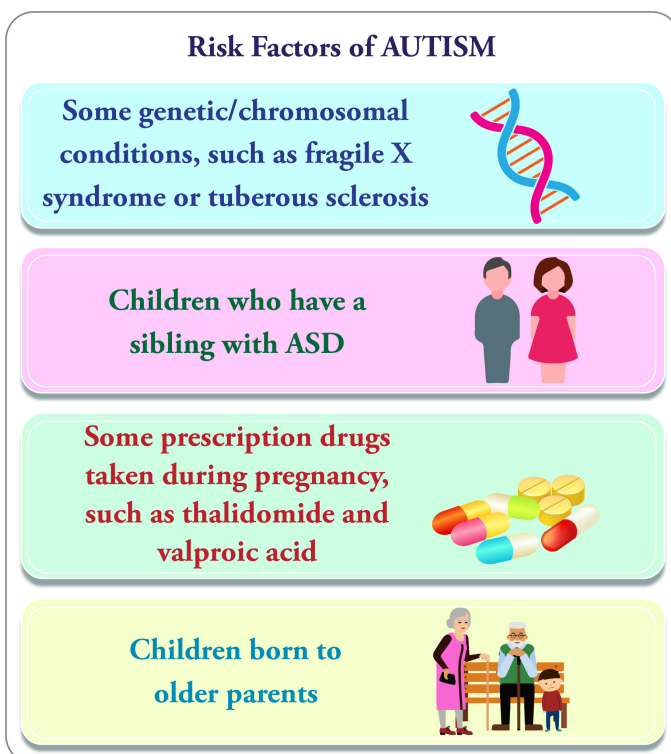 Risk Factors of AUTISM
Some genetic/chromosomal
conditions, such as fragile X
syndrome or tuberous sclerosis
Children who have a
sibling with ASD
Some prescription drugs
taken during pregnancy,
such as thalidomide and
valproic acid
Children born to
older parents